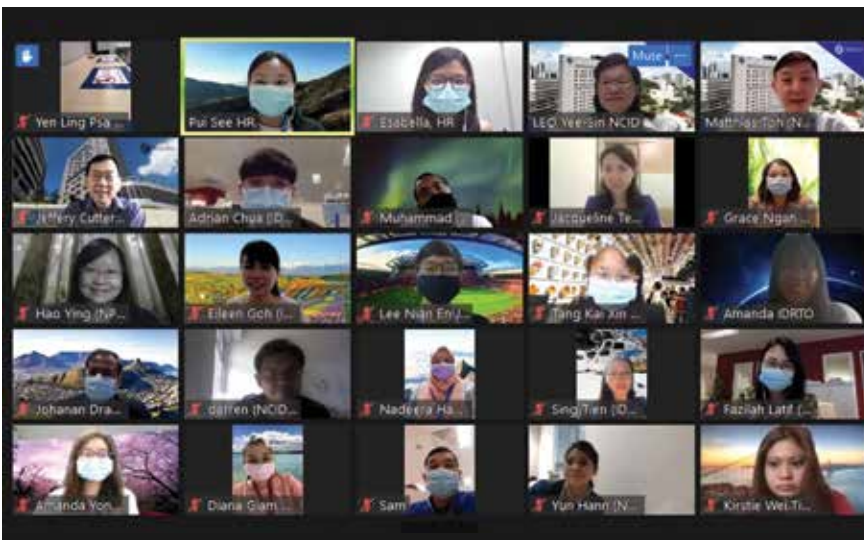 Yen Ling Psa ...
Pui See HR
Esabella, HR
Mute
LEO Yee-Sin NCID
Matthias Toh (N...
Jeffery Cutter...
Adrian Chua (ID...
Muhammad
Jacqueline Te...
Grace Ngan ...
Hao Ying (NP...
Eileen Goh (I...
Lee Nian En /...
Tang Kai Xin ...
Amanda IDRTO
Johanan Dra...
darren (NCID...
Nadeera Ha...
Sing Tien (ID...
Fazilah Latif (...
Amanda Yon...
Diana Giam ...
Sam
Yun Hann (N...
Kirstie Wei-Ti...